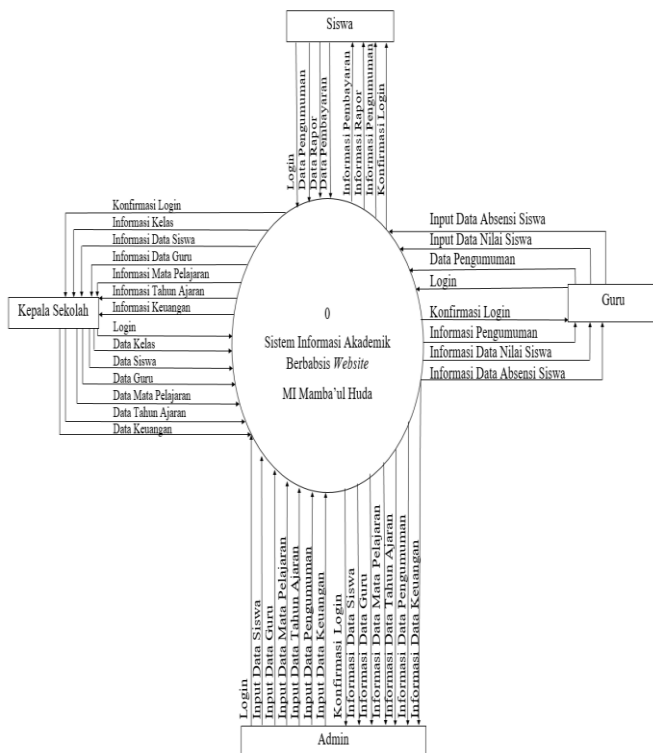 Siswa
Login
Data Pengumuman
Data Rapor
Data Pembayaran
Informasi Pembayaran
Informasi Rapor
Informasi Pengumuman
Konfirmasi Login
Konfirmasi Login
Informasi Kelas
Informasi Data Siswa
Informasi Data Guru
Informasi Mata Pelajaran
Informasi Tahun Ajaran
Informasi Keuangan
Kepala Sekolah
Login
Data Kelas
Data Siswa
Data Guru
Data Mata Pelajaran
Data Tahun Ajaran
Data Keuangan
0
Sistem Informasi Akademik
Berbabsis Website
MI Mamba'ul Huda
Input Data Absensi Siswa
Input Data Nilai Siswa
Data Pengumuman
Login
Guru
Konfirmasi Login
Informasi Pengumuman
Informasi Data Nilai Siswa
Informasi Data Absensi Siswa
Login
Input Data Siswa
Input Data Guru
Input Data Mata Pelajaran
Input Data Tahun Ajaran
Input Data Pengumuman
Input Data Keuangan
Konfirmasi Login
Informasi Data Siswa
Informasi Data Guru
Informasi Data Mata Pelajaran
Informasi Data Tahun Ajaran
Informasi Data Pengumuman
Informasi Data Keuangan
Admin